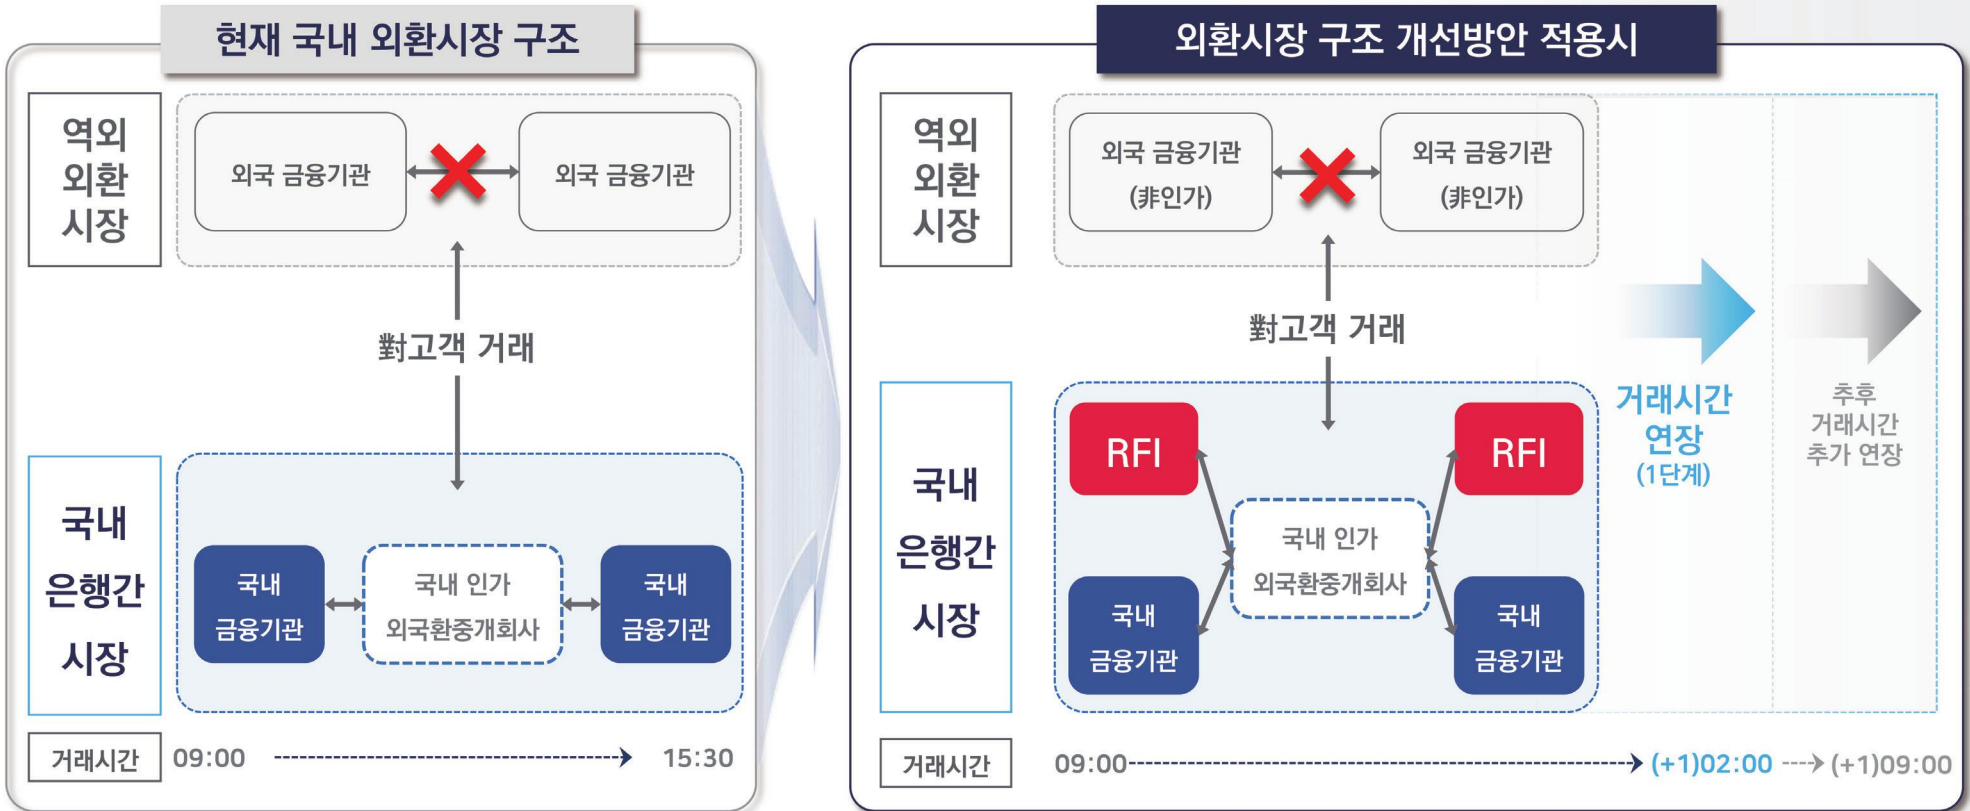 현재 국내 외환시장 구조
역외
외환
시장
외국 금융기관
외국 금융기관
對고객 거래
국내
은행간
시장
국내
금융기관
국내 인가
외국환중개회사
국내
금융기관
거래시간
09:00
15:30
외환시장 구조 개선방안 적용시
역외
외환
시장
외국 금융기관
(非인가)
외국 금융기관
(非인가)
對고객 거래
국내
은행간
시장
RFI
RFI
국내 인가
외국환중개회사
국내
금융기관
국내
금융기관
거래시간
연장
(1단계)
추후
거래시간
추가 연장
거래시간
09:00
(+1)02:00
(+1)09:00